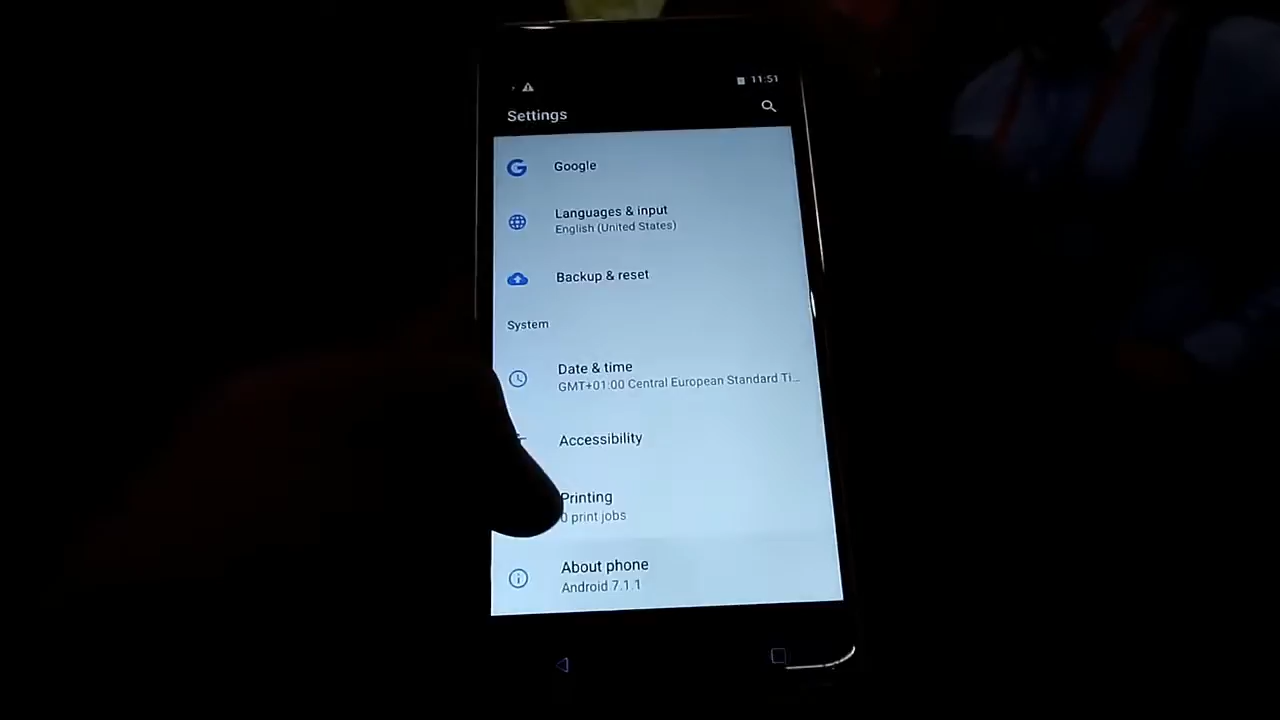 11:51
Settings
Google
Languages & input
English (United States)
Backup & reset
System
Date & time
GMT+01:00 Central European Standard Ti...
Accessibility
Printing
0 print jobs
About phone
Android 7.1.1